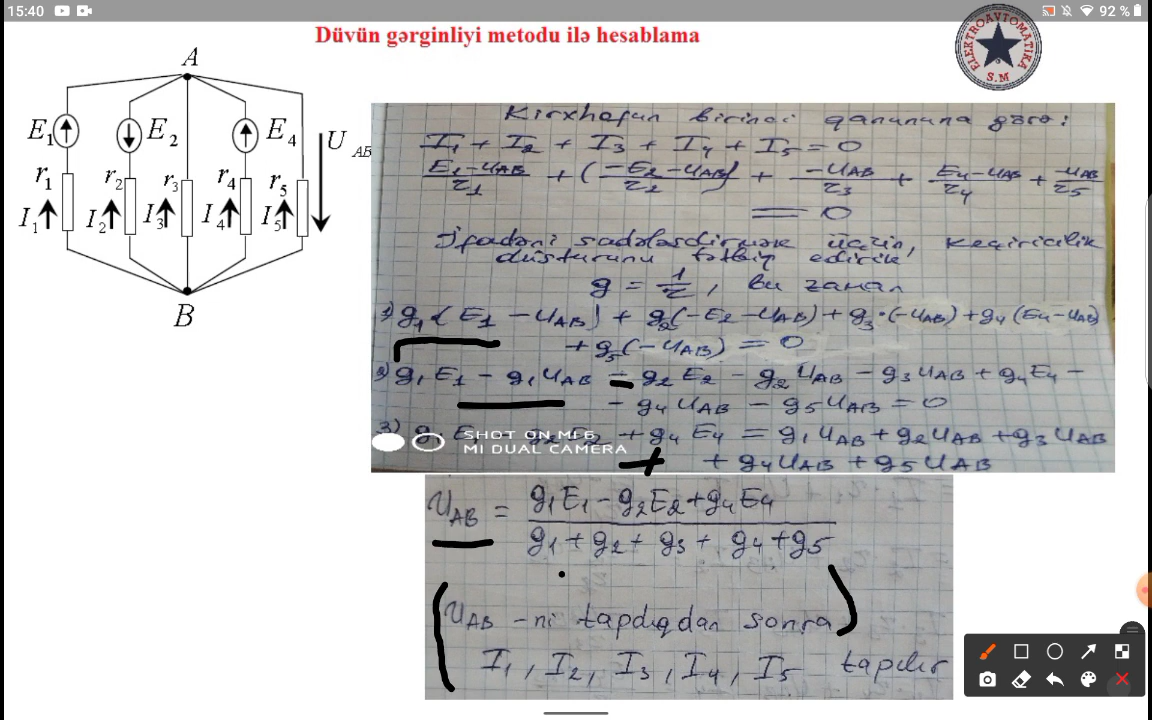 15:40
92 %
Düvün gərginliyi metodu ilə hesablama
ELEKTROAVTOMATIKA
S.M
A
E1
E2
E4
U AB
r1 r2 r3 r4 r5
I1 I2 I3 I4 I5
B
Kirxhofun birinci qanununa görə:
I1 + I2 + I3 + I4 + I5 = 0
(E1-UAB)/r1 + (-E2-UAB)/r2) + -UAB/r3 + E4-UAB/r4 + -UAB/r5
= 0
İfadəni sadələşdirmək üçün, keçiricilik
düsturunu tətbiq edirik
g = 1/r, bu zaman
1) g1(E1 - UAB) + g2(-E2-UAB) + g3·(-UAB) + g4(E4-UAB)
+ g5(-UAB) = 0
2) g1E1 - g1UAB - g2E2 - g2UAB - g3UAB + g4E4 -
- g4UAB - g5UAB = 0
3) g1E1 - g2E2 + g4E4 = g1UAB + g2UAB + g3UAB
SHOT ON MI 6
MI DUAL CAMERA
+ g4UAB + g5UAB
UAB = g1E1 - g2E2 + g4E4
g1 + g2 + g3 + g4 + g5
(UAB -ni tapdıqdan sonra)
I1, I2, I3, I4, I5 tapılır